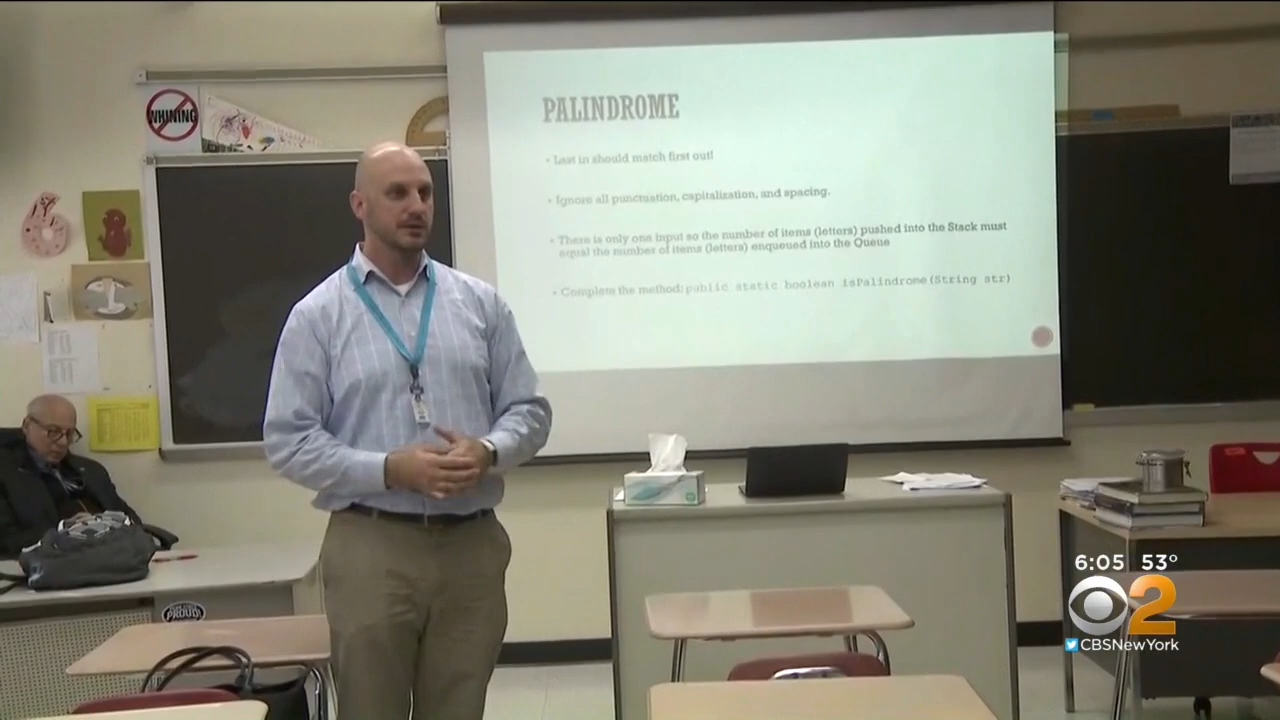 WHINING
PALINDROME
• Last in should match first out!
• Ignore all punctuation, capitalization, and spacing.
• There is only one input so the number of items (letters) pushed into the Stack must
equal the number of items (letters) enqueued into the Queue
• Complete the method: public static boolean isPalindrome(String str)
PROUD!
6:05 53°
2
CBSNewYork